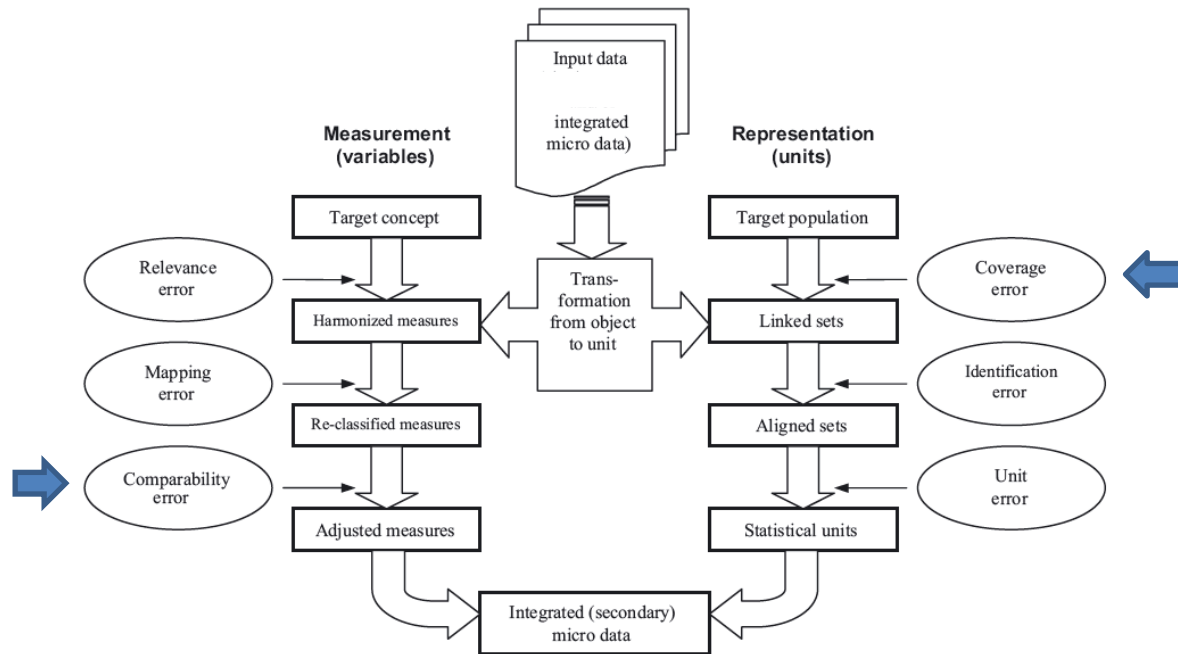 Input data
integrated
micro data)
Measurement
(variables)
Representation
(units)
Target concept
Target population
Relevance
error
Trans-
formation
from object
to unit
Coverage
error
Harmonized measures
Linked sets
Mapping
error
Identification
error
Re-classified measures
Aligned sets
Comparability
error
Unit
error
Adjusted measures
Statistical units
Integrated (secondary)
micro data